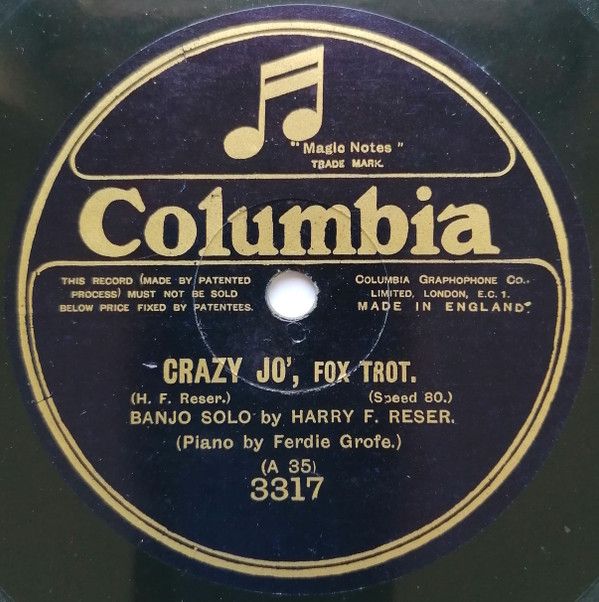 "Magic Notes"
TRADE MARK.
Columbia
THIS RECORD (MADE BY PATENTED
PROCESS) MUST NOT BE SOLD
BELOW PRICE FIXED BY PATENTEES.
COLUMBIA GRAPHOPHONE CO.,
LIMITED, LONDON, E.C. 1.
MADE IN ENGLAND.
CRAZY JO', FOX TROT.
(H. F. Reser.) (Speed 80.)
BANJO SOLO by HARRY F. RESER.
(Piano by Ferdie Grofe.)
(A 35)
3317